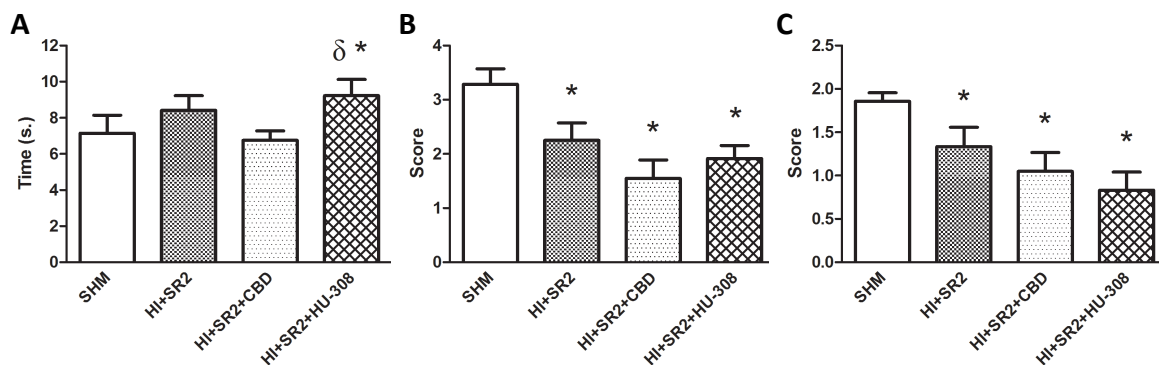 A
Time (s.)
12
10
8
6
4
2
0
δ *
SHM
HI+SR2
HI+SR2+CBD
HI+SR2+HU-308
B
Score
4
3
2
1
0
*
*
*
SHM
HI+SR2
HI+SR2+CBD
HI+SR2+HU-308
C
Score
2.5
2.0
1.5
1.0
0.5
0.0
*
*
*
SHM
HI+SR2
HI+SR2+CBD
HI+SR2+HU-308